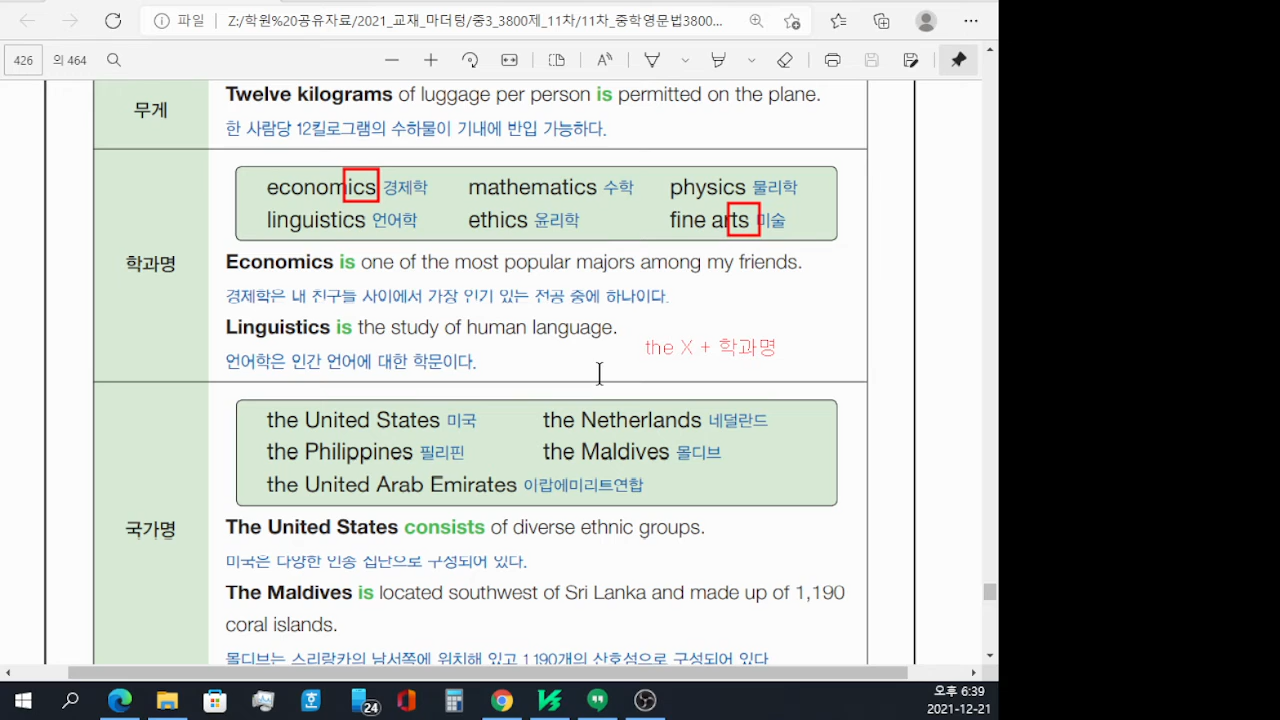 파일 Z:/학원%20공유자료/2021_교재_마더텅/중3_3800제_11차/11차_중학영문법3800...
426 의 464
무게
Twelve kilograms of luggage per person is permitted on the plane.
한 사람당 12킬로그램의 수하물이 기내에 반입 가능하다.
학과명
economics 경제학 mathematics 수학 physics 물리학
linguistics 언어학 ethics 윤리학 fine arts 미술
Economics is one of the most popular majors among my friends.
경제학은 내 친구들 사이에서 가장 인기 있는 전공 중에 하나이다.
Linguistics is the study of human language.
the X + 학과명
언어학은 인간 언어에 대한 학문이다.
국가명
the United States 미국 the Netherlands 네덜란드
the Philippines 필리핀 the Maldives 몰디브
the United Arab Emirates 아랍에미리트연합
The United States consists of diverse ethnic groups.
미국은 다양한 인종 집단으로 구성되어 있다.
The Maldives is located southwest of Sri Lanka and made up of 1,190
coral islands.
몰디브는 스리랑카의 남서쪽에 위치해 있고 1,190개의 산호섬으로 구성되어 있다
24
오후 6:39
2021-12-21